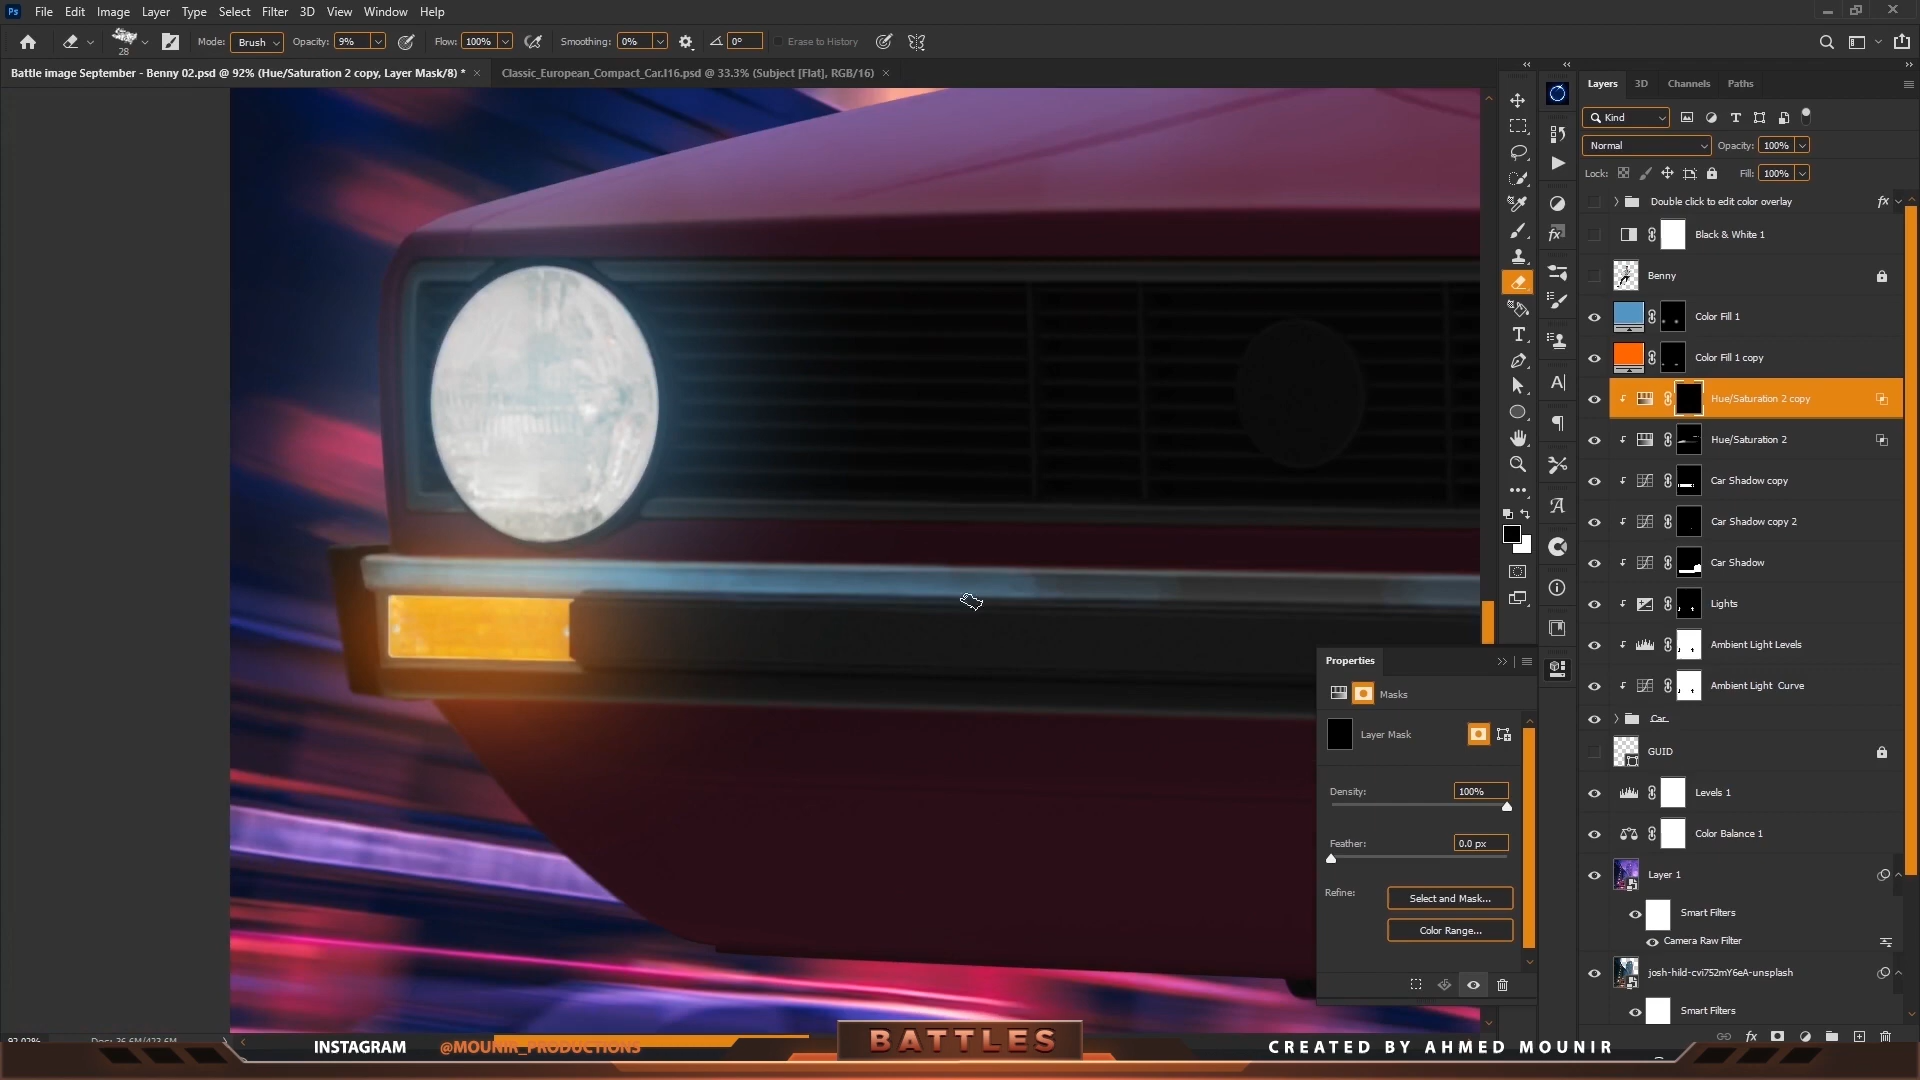 Ps File Edit Image Layer Type Select Filter 3D View Window Help
28 Mode: Brush Opacity: 9% Flow: 100% Smoothing: 0% 0° Erase to History
Battle image September - Benny 02.psd @ 92% (Hue/Saturation 2 copy, Layer Mask/8) *
Classic_European_Compact_Car.I16.psd @ 33.3% (Subject [Flat], RGB/16)
Layers 3D Channels Paths
Kind
Normal Opacity: 100%
Lock: Fill: 100%
Double click to edit color overlay fx
Black & White 1
Benny
Color Fill 1
Color Fill 1 copy
Hue/Saturation 2 copy
Hue/Saturation 2
Car Shadow copy
Car Shadow copy 2
Car Shadow
Lights
Ambient Light Levels
Ambient Light Curve
Car
GUID
Levels 1
Color Balance 1
Layer 1
Smart Filters
Camera Raw Filter
josh-hild-cvi752mY6eA-unsplash
Smart Filters
Properties
Masks
Layer Mask
Density: 100%
Feather: 0.0 px
Refine: Select and Mask...
Color Range...
INSTAGRAM @MOUNIR_PRODUCTIONS
BATTLES
CREATED BY AHMED MOUNIR